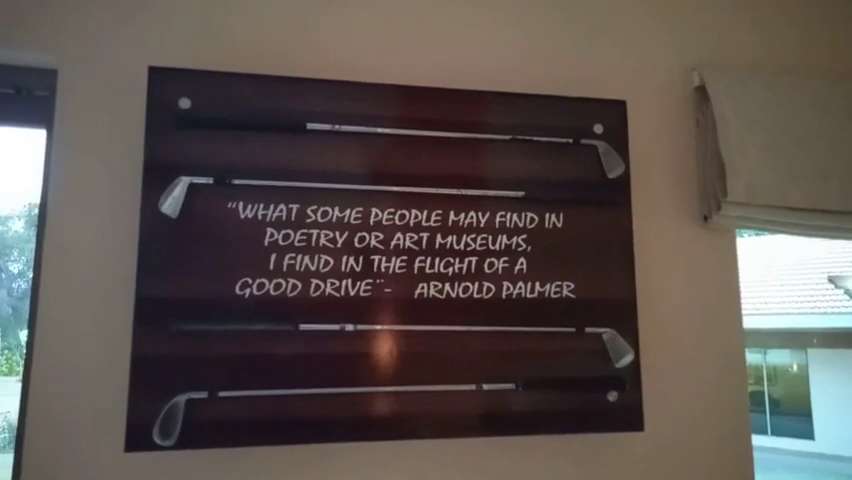 "WHAT SOME PEOPLE MAY FIND IN
POETRY OR ART MUSEUMS,
I FIND IN THE FLIGHT OF A
GOOD DRIVE"- ARNOLD PALMER